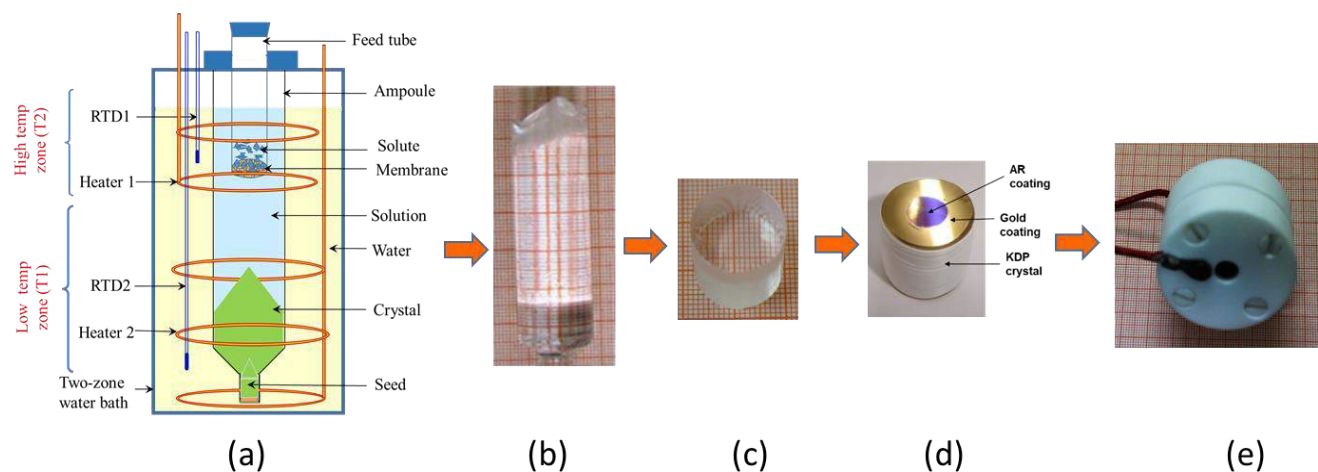 Feed tube
Ampoule
High temp
zone (T2)
RTD1
Solute
Membrane
Heater 1
Solution
Water
Low temp
zone (T1)
RTD2
Crystal
Heater 2
Seed
Two-zone
water bath
AR
coating
Gold
coating
KDP
crystal
(a)
(b)
(c)
(d)
(e)